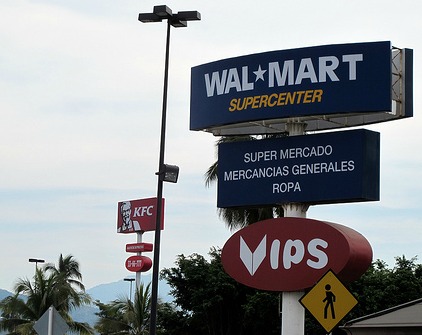 WAL★MART
SUPERCENTER
SUPER MERCADO
MERCANCIAS GENERALES
ROPA
KFC
VIPS